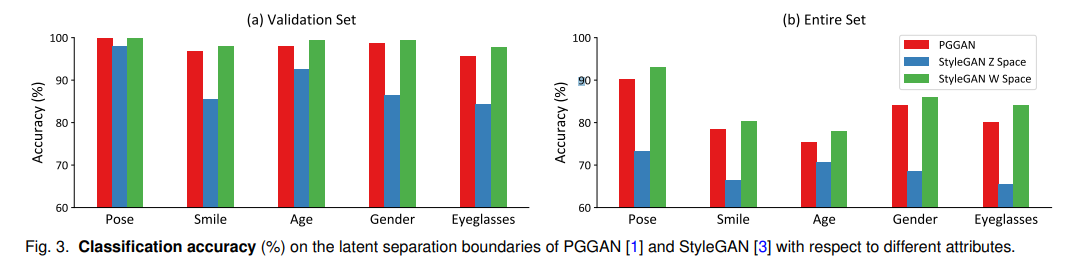 (a) Validation Set
Accuracy (%)
100
90
80
70
60
Pose Smile Age Gender Eyeglasses
(b) Entire Set
Accuracy (%)
100
90
80
70
60
PGGAN
StyleGAN Z Space
StyleGAN W Space
Pose Smile Age Gender Eyeglasses
Fig. 3. Classification accuracy (%) on the latent separation boundaries of PGGAN [1] and StyleGAN [3] with respect to different attributes.